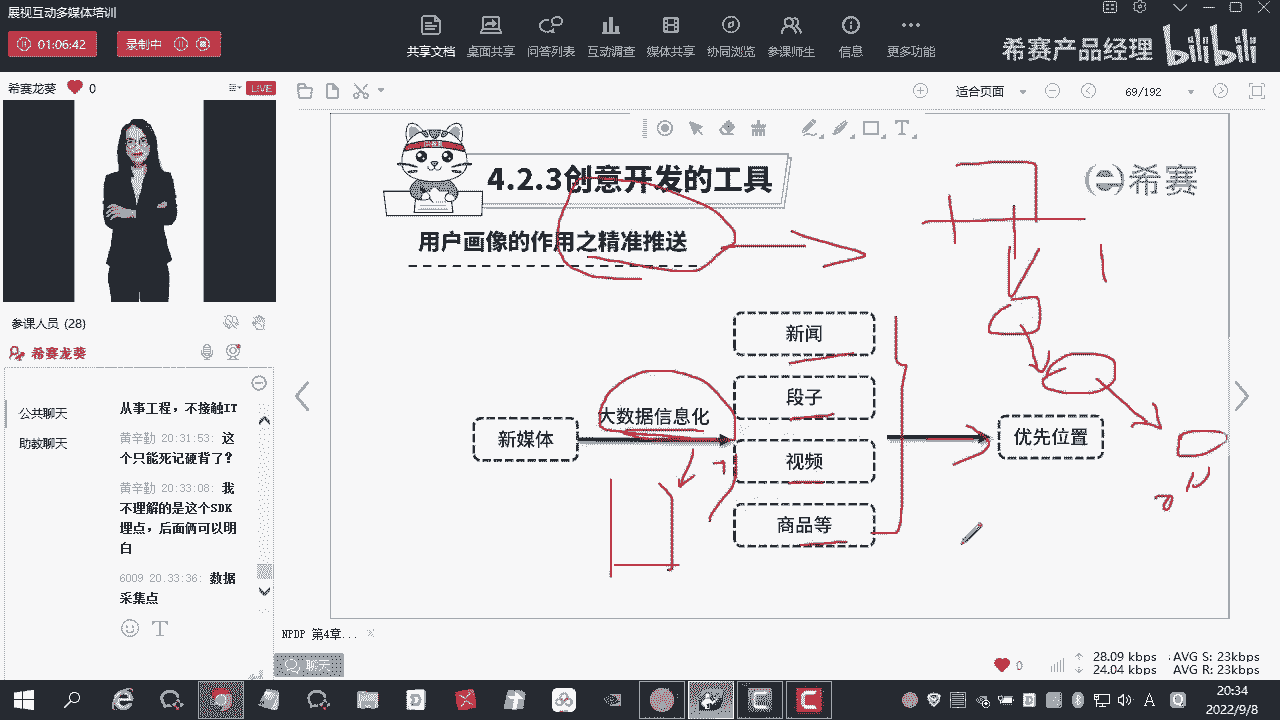 展视互动多媒体培训
01:06:42
录制中
共享文档 桌面共享 问答列表 互动调查 媒体共享 协同浏览 参课师生 信息 更多功能
希赛产品经理 bilibili
希赛龙葵 0 LIVE
适合页面 69/192
4.2.3创意开发的工具
希赛
用户画像的作用之精准推送
新闻
段子
大数据信息化
新媒体
视频
优先位置
商品等
参课人员 (28)
希赛龙葵
公共聊天
助教聊天
从事工程，不接触IT
黄辛勤 20:31:53: 这
个只能死记硬背了？
黄辛勤 20:33:08: 我
不理解的是这个SDK
埋点，后面俩可以明
白
6009 20:33:36: 数据
采集点
NPDP 第4章...
聊天
0 28.09 kbps AVG S: 23kbps
24.04 kbps AVG R: 23kbps
2022/9/8